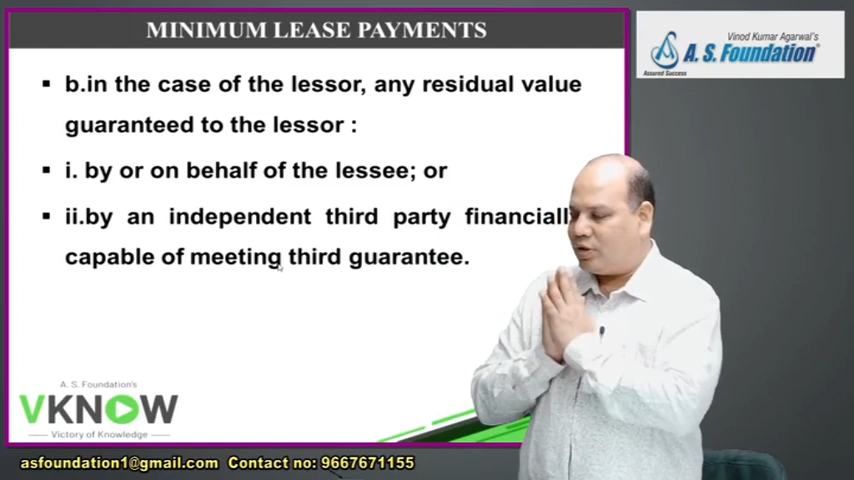 MINIMUM LEASE PAYMENTS
Vinod Kumar Agarwal's
A. S. Foundation®
Assured Success
▪ b.in the case of the lessor, any residual value
guaranteed to the lessor :
▪ i. by or on behalf of the lessee; or
▪ ii.by an independent third party financiall
capable of meeting third guarantee.
A. S. Foundation's
VKNOW
Victory of Knowledge
asfoundation1@gmail.com Contact no: 9667671155